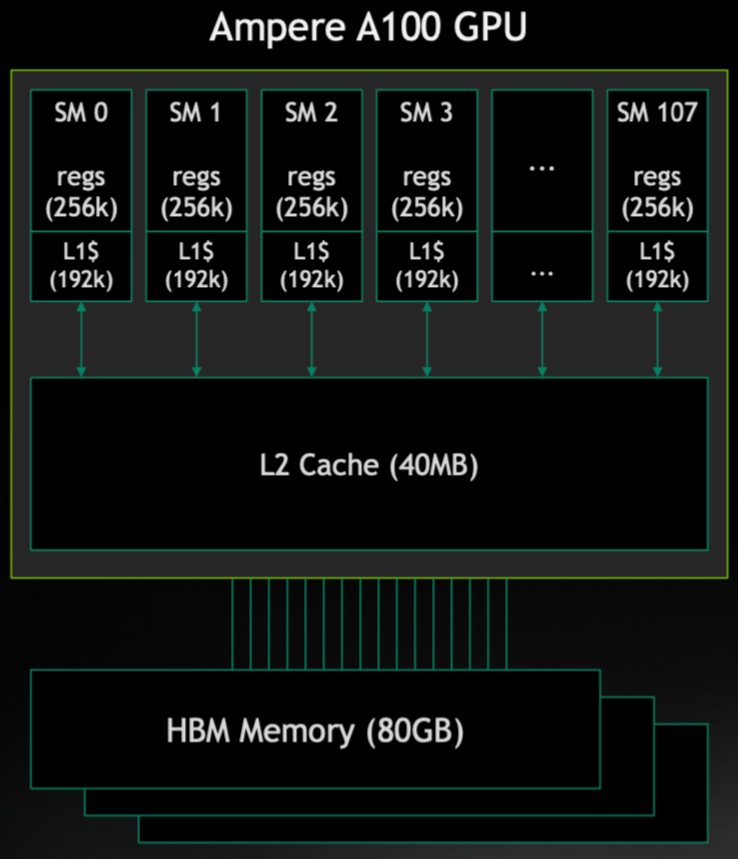 Ampere A100 GPU
SM 0
regs
(256k)
L1$
(192k)
SM 1
regs
(256k)
L1$
(192k)
SM 2
regs
(256k)
L1$
(192k)
SM 3
regs
(256k)
L1$
(192k)
...
...
SM 107
regs
(256k)
L1$
(192k)
L2 Cache (40MB)
HBM Memory (80GB)